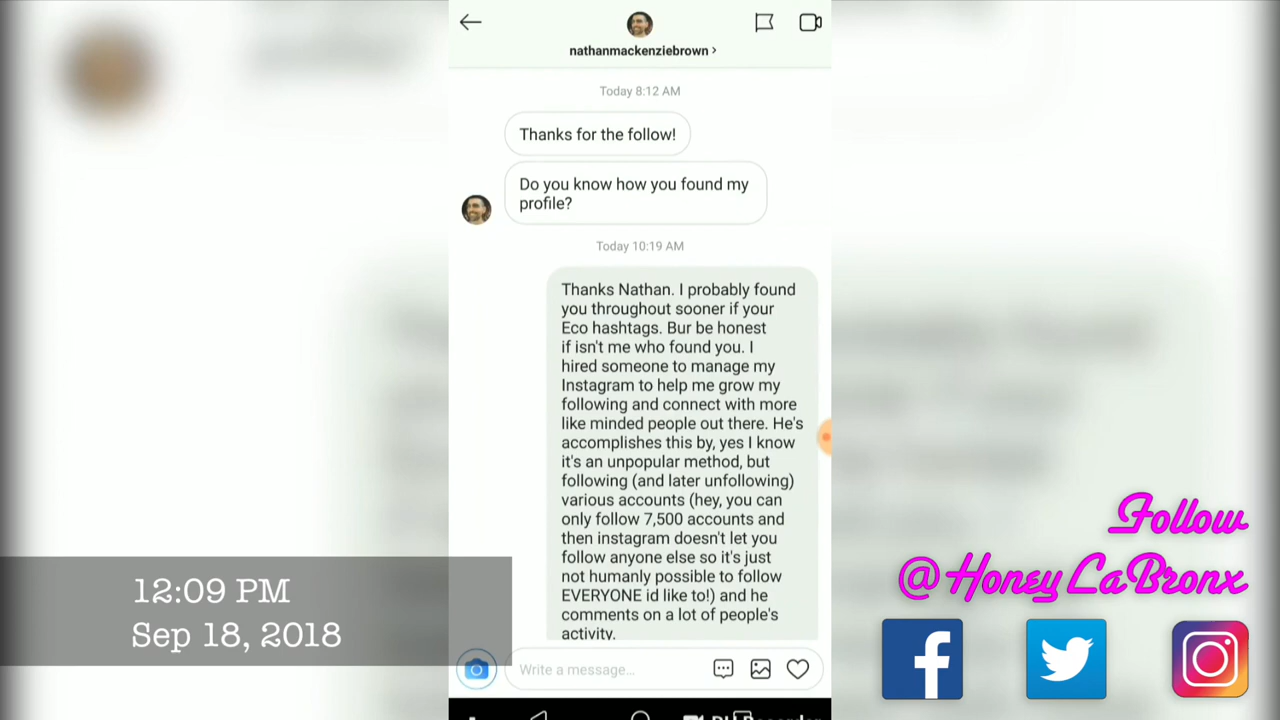 nathanmackenziebrown >
Today 8:12 AM
Thanks for the follow!
Do you know how you found my
profile?
Today 10:19 AM
Thanks Nathan. I probably found
you throughout sooner if your
Eco hashtags. Bur be honest
if isn't me who found you. I
hired someone to manage my
Instagram to help me grow my
following and connect with more
like minded people out there. He's
accomplishes this by, yes I know
it's an unpopular method, but
following (and later unfollowing)
various accounts (hey, you can
only follow 7,500 accounts and
then instagram doesn't let you
follow anyone else so it's just
not humanly possible to follow
EVERYONE id like to!) and he
comments on a lot of people's
activity.
Write a message...
12:09 PM
Sep 18, 2018
Follow
@HoneyLaBronx